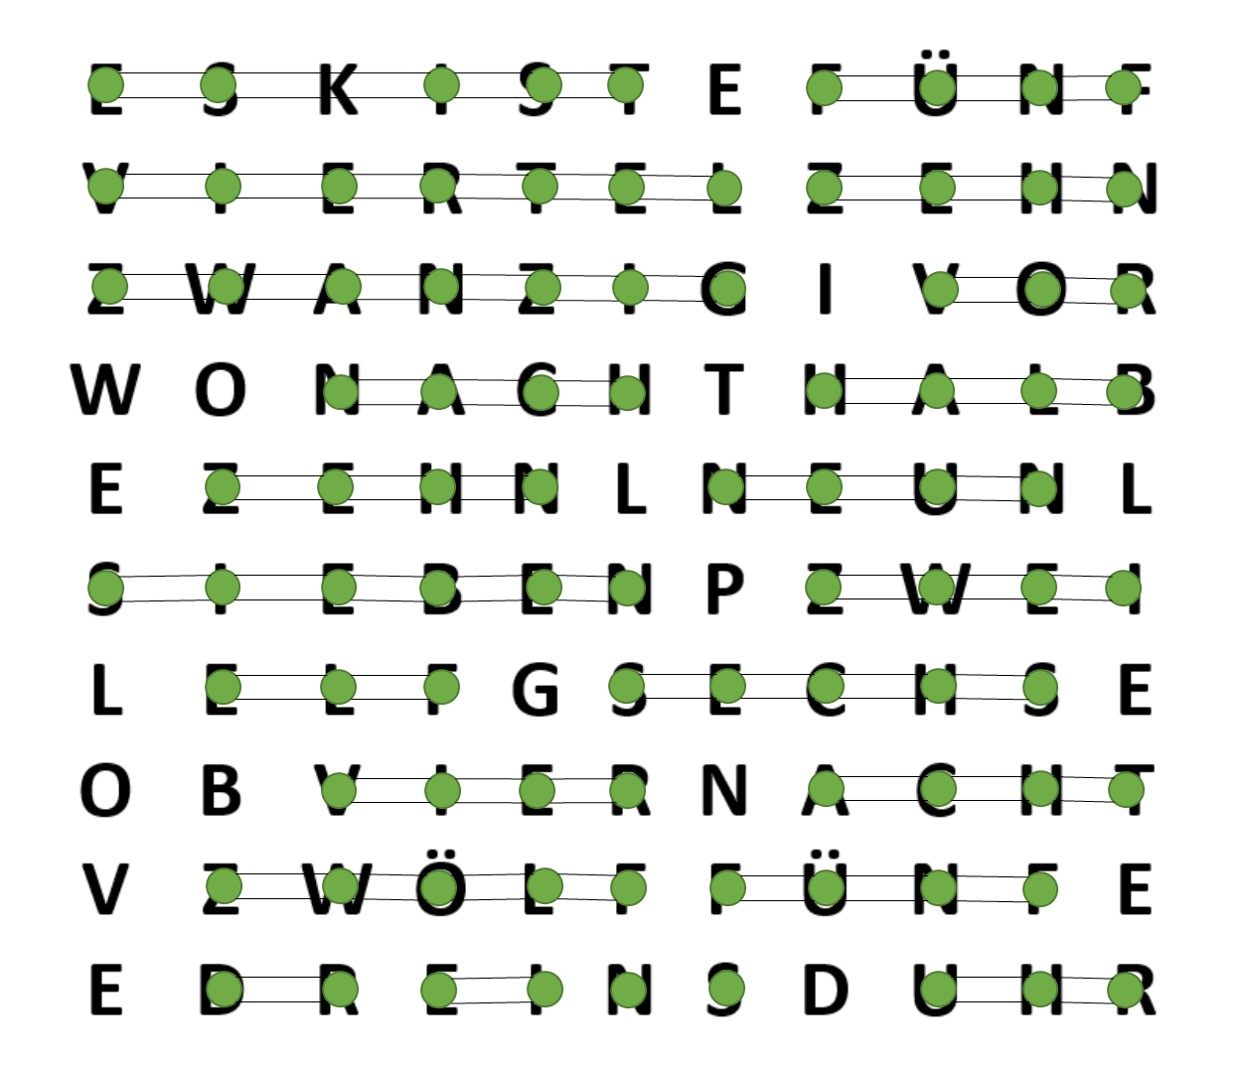 E S K I S T E F Ü N F
V I E R T E L Z E H N
Z W A N Z I G I V O R
W O N A C H T H A L B
E Z E H N L N E U N L
S I E B E N P Z W E I
L E L F G S E C H S E
O B V I E R N A C H T
V Z W Ö L F F Ü N F E
E D R E I N S D U H R